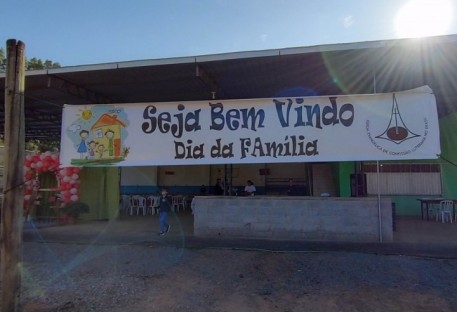 Seja Bem Vindo
Dia da FAmília